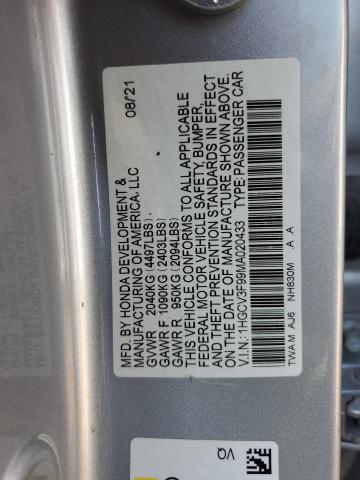 MFD. BY HONDA DEVELOPMENT &
MANUFACTURING OF AMERICA, LLC 08/21
GVWR 2040KG (4497LBS)
GAWR F 1090KG (2403LBS)
GAWR R 950KG (2094LBS)
THIS VEHICLE CONFORMS TO ALL APPLICABLE
FEDERAL MOTOR VEHICLE SAFETY, BUMPER,
AND THEFT PREVENTION STANDARDS IN EFFECT
ON THE DATE OF MANUFACTURE SHOWN ABOVE.
V.I.N.: 1HGCV3F99MA020433 TYPE:PASSENGER CAR
TWAM AJ6 NH830M A A
VQ